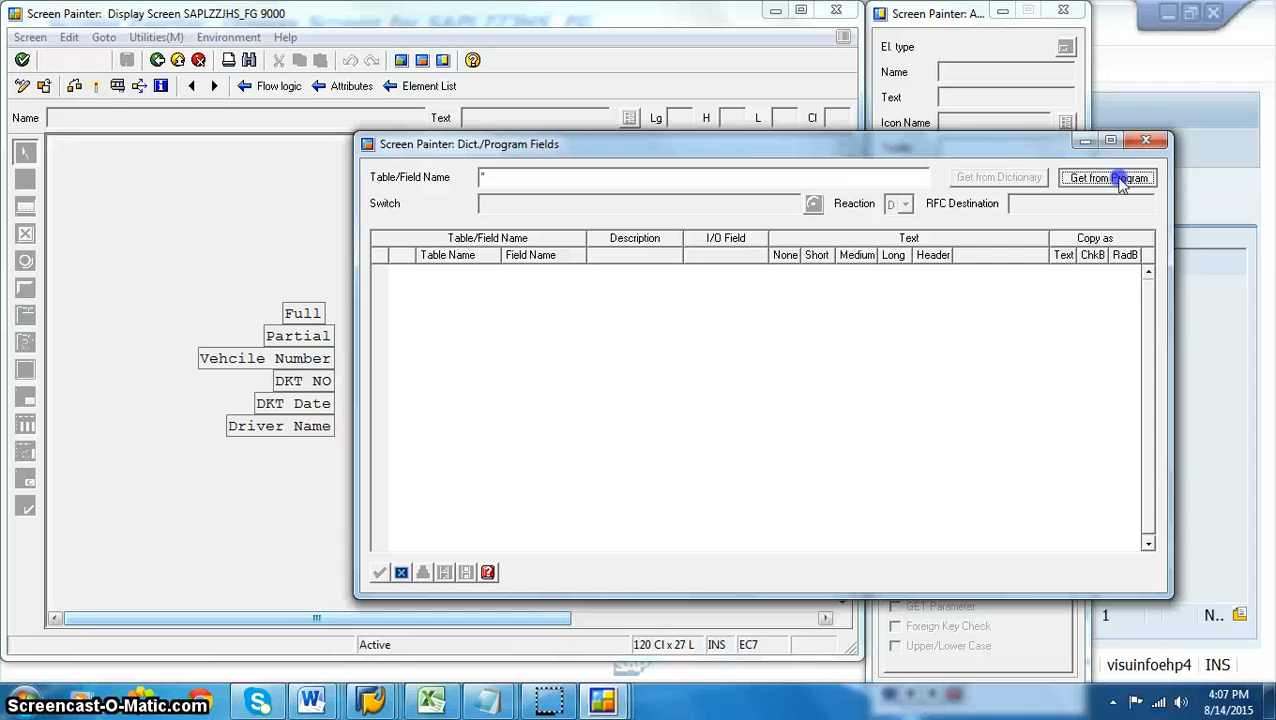 Screen Painter: Display Screen SAPLZZJHS_FG 9000
Screen Edit Goto Utilities(M) Environment Help
Flow logic Attributes Element List
Name Text Lg H L Cl
Full
Partial
Vehcile Number
DKT NO
DKT Date
Driver Name
Active 120 Cl x 27 L INS EC7
Screen Painter: A...
El. type
Name
Text
Icon Name
Screen Painter: Dict./Program Fields
Table/Field Name * Get from Dictionary Get from Program
Switch Reaction D RFC Destination
Table/Field Name Description I/O Field Text Copy as
Table Name Field Name None Short Medium Long Header Text ChkB RadB
GET Parameter
Foreign Key Check
Upper/Lower Case
1 N..
visuinfoehp4 INS
Screencast-O-Matic.com
4:07 PM
8/14/2015